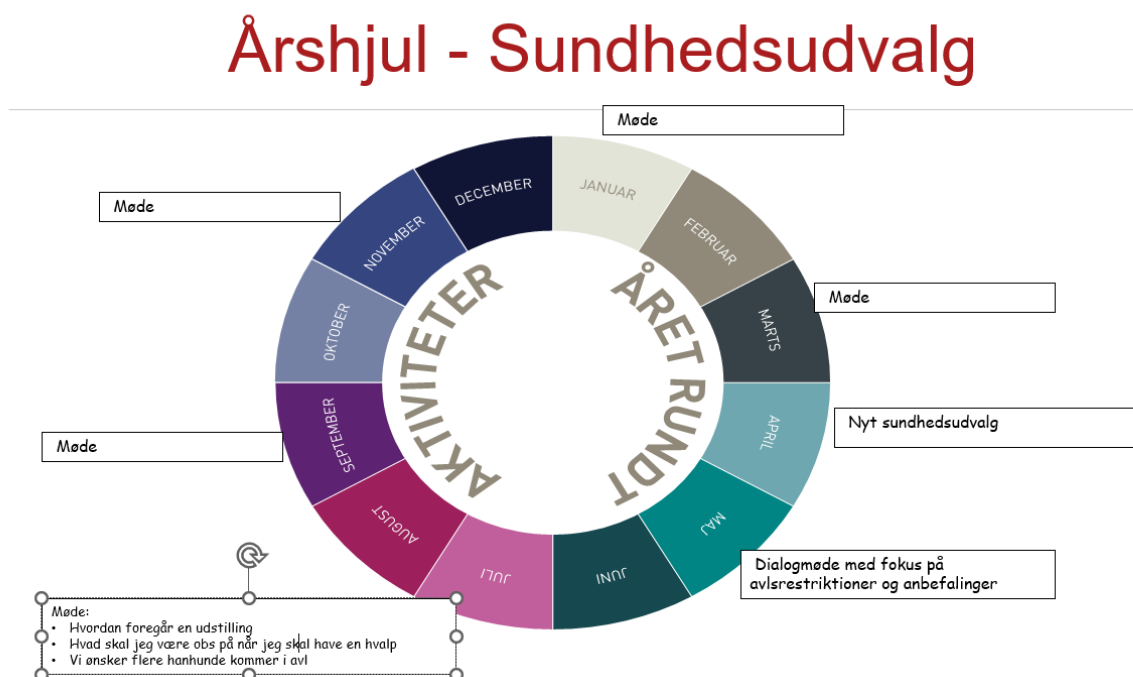 Årshjul - Sundhedsudvalg
Møde
Møde
DECEMBER
JANUAR
NOVEMBER
FEBRUAR
Møde
OKTOBER
MARTS
AKTIVITETER
ÅRET RUNDT
Møde
SEPTEMBER
APRIL
Nyt sundhedsudvalg
AUGUST
MAJ
JULI
JUNI
Dialogmøde med fokus på
avlsrestriktioner og anbefalinger
Møde:
• Hvordan foregår en udstilling
• Hvad skal jeg være obs på når jeg skal have en hvalp
• Vi ønsker flere hanhunde kommer i avl